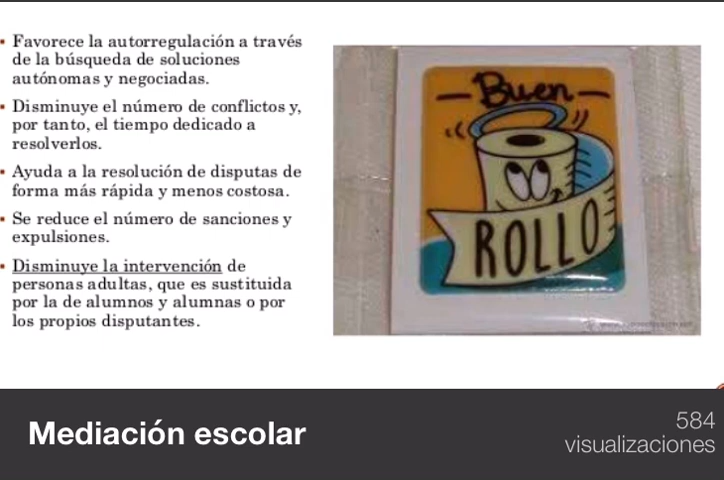 Favorece la autorregulación a través
de la búsqueda de soluciones
autónomas y negociadas.
Disminuye el número de conflictos y,
por tanto, el tiempo dedicado a
resolverlos.
Ayuda a la resolución de disputas de
forma más rápida y menos costosa.
Se reduce el número de sanciones y
expulsiones.
Disminuye la intervención de
personas adultas, que es sustituida
por la de alumnos y alumnas o por
los propios disputantes.
Buen
ROLLO
Mediación escolar
584
visualizaciones